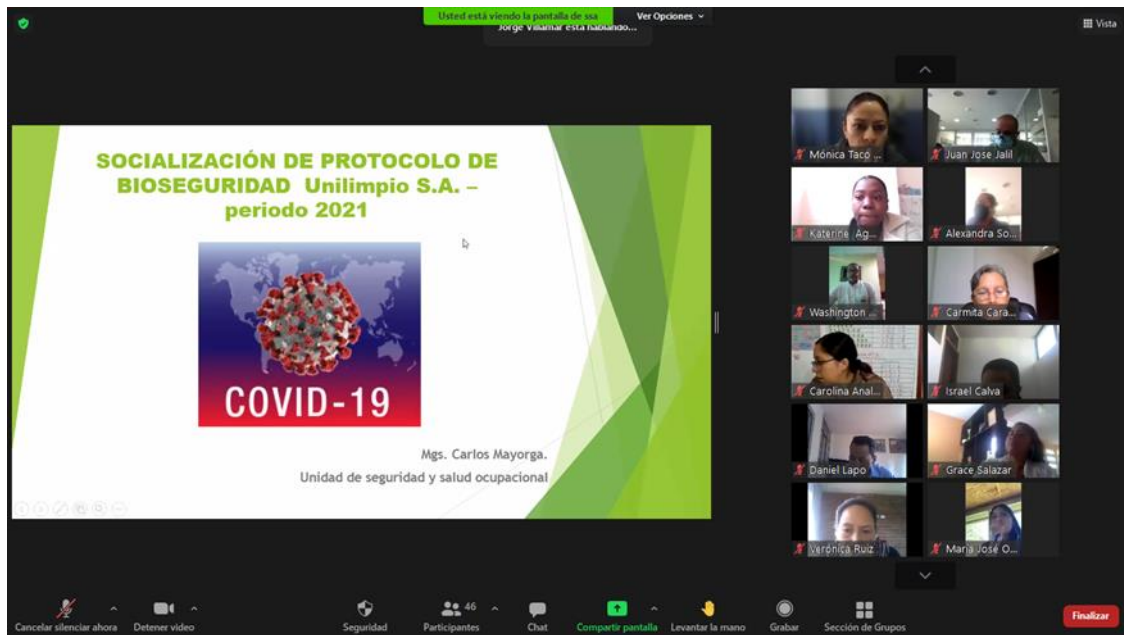 Usted está viendo la pantalla de ssa
Ver Opciones
Jorge Villamar está hablando...
Vista
SOCIALIZACIÓN DE PROTOCOLO DE
BIOSEGURIDAD Unilimpio S.A. –
periodo 2021
COVID-19
Mgs. Carlos Mayorga.
Unidad de seguridad y salud ocupacional
Mónica Taco ...
Juan Jose Jalil
Katerine Ag...
Alexandra So...
Washington ...
Carmita Cara...
Carolina Anal...
Israel Calva
Daniel Lapo
Grace Salazar
Verónica Ruiz
Maria José O...
Cancelar silenciar ahora
Detener video
Seguridad
46
Participantes
Chat
Compartir pantalla
Levantar la mano
Grabar
Sección de Grupos
Finalizar